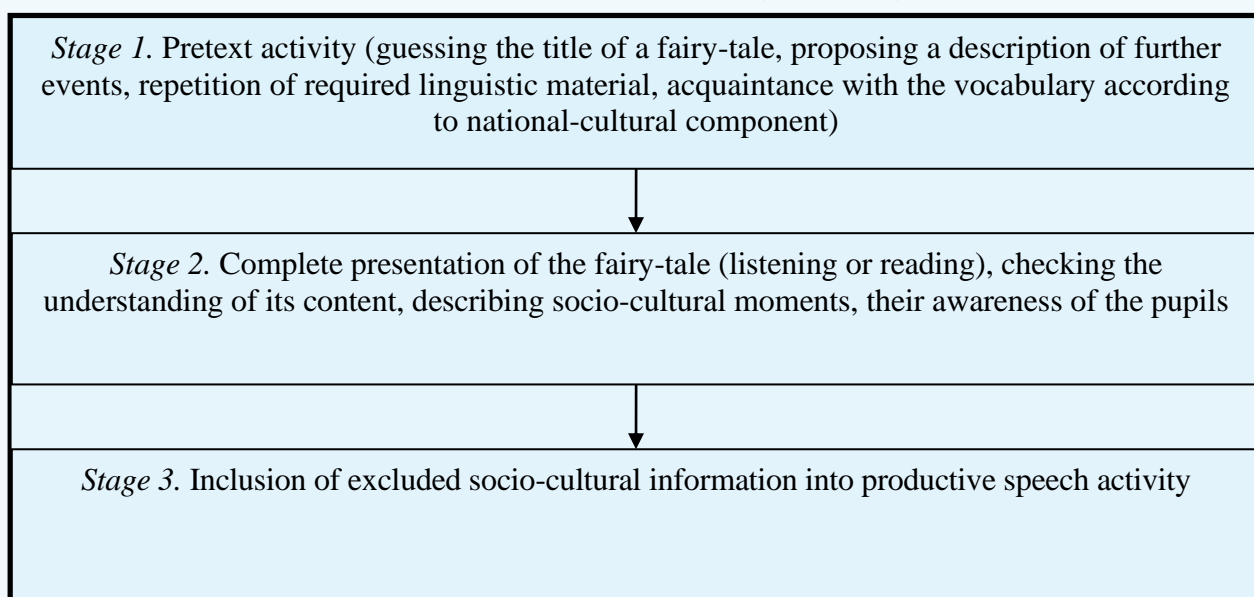 Stage 1. Pretext activity (guessing the title of a fairy-tale, proposing a description of further
events, repetition of required linguistic material, acquaintance with the vocabulary according
to national-cultural component)
Stage 2. Complete presentation of the fairy-tale (listening or reading), checking the
understanding of its content, describing socio-cultural moments, their awareness of the pupils
Stage 3. Inclusion of excluded socio-cultural information into productive speech activity